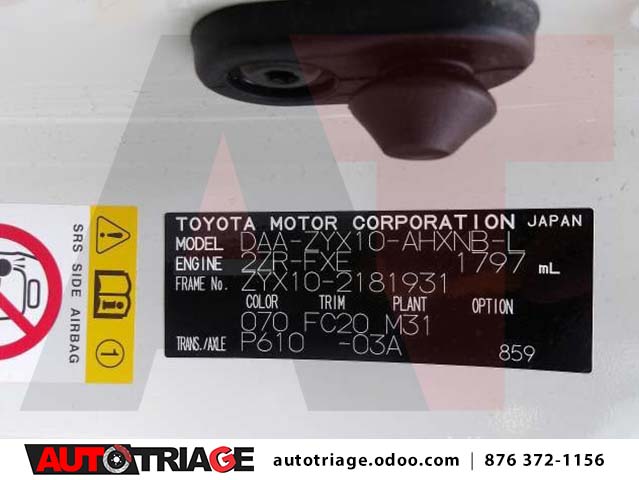 TOYOTA MOTOR CORPORATION JAPAN
MODEL DAA-ZYX10-AHXNB-L
ENGINE 2ZR-FXE 1797 mL
FRAME No. ZYX10-2181931
COLOR TRIM PLANT OPTION
070 FC20 M31
TRANS./AXLE P610 -03A 859
SRS SIDE AIRBAG
1
AT
AUTOTRIAGE autotriage.odoo.com | 876 372-1156